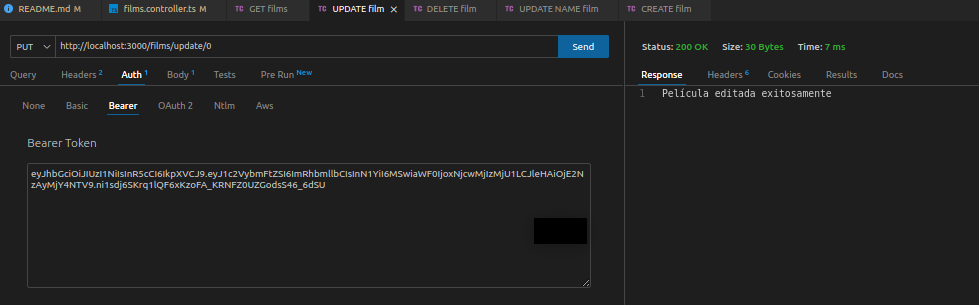 README.md M films.controller.ts M TC GET films TC UPDATE film × TC DELETE film TC UPDATE NAME film TC CREATE film
PUT http://localhost:3000/films/update/0 Send
Query Headers 2 Auth 1 Body 1 Tests Pre Run New
None Basic Bearer OAuth 2 Ntlm Aws
Bearer Token
eyJhbGciOiJIUzI1NiIsInR5cCI6IkpXVCJ9.eyJ1c2VybmFtZSI6ImRhbmllbCIsInN1YiI6MSwiaWF0IjoxNjcwMjIzMjU1LCJleHAiOjE2N
zAyMjY4NTV9.ni1sdj6SKrq1lQF6xKzoFA_KRNFZ0UZGodsS46_6dSU
Status: 200 OK Size: 30 Bytes Time: 7 ms
Response Headers 6 Cookies Results Docs
1 Película editada exitosamente